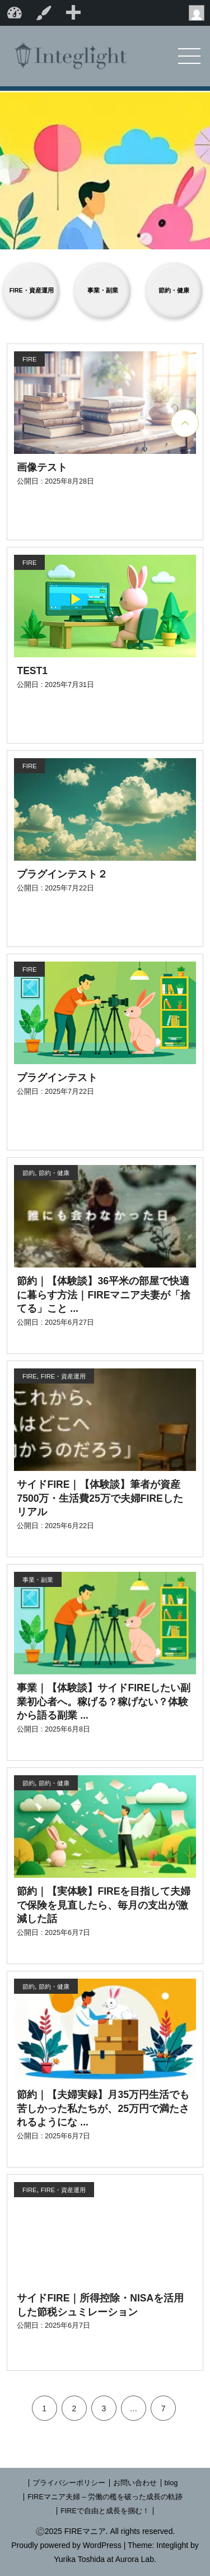 Integlight
FIRE・資産運用
事業・副業
節約・健康
FIRE
画像テスト
公開日 : 2025年8月28日
FIRE
TEST1
公開日 : 2025年7月31日
FIRE
プラグインテスト２
公開日 : 2025年7月22日
FIRE
プラグインテスト
公開日 : 2025年7月22日
節約, 節約・健康
誰にも会わなかった日。
節約｜【体験談】36平米の部屋で快適
に暮らす方法｜FIREマニア夫妻が「捨
てる」こと ...
公開日 : 2025年6月27日
FIRE, FIRE・資産運用
これから、
はどこへ
かうのだろう」
サイドFIRE｜【体験談】筆者が資産
7500万・生活費25万で夫婦FIREした
リアル
公開日 : 2025年6月22日
事業・副業
事業｜【体験談】サイドFIREしたい副
業初心者へ。稼げる？稼げない？体験
から語る副業 ...
公開日 : 2025年6月8日
節約, 節約・健康
節約｜【実体験】FIREを目指して夫婦
で保険を見直したら、毎月の支出が激
減した話
公開日 : 2025年6月7日
節約, 節約・健康
節約｜【夫婦実録】月35万円生活でも
苦しかった私たちが、25万円で満たさ
れるようにな ...
公開日 : 2025年6月7日
FIRE, FIRE・資産運用
サイドFIRE｜所得控除・NISAを活用
した節税シュミレーション
公開日 : 2025年6月7日
1 2 3 … 7
| プライバシーポリシー | お問い合わせ | blog
| FIREマニア夫婦 – 労働の檻を破った成長の軌跡
| FIREで自由と成長を掴む！ |
Ⓒ2025 FIREマニア. All rights reserved.
Proudly powered by WordPress | Theme: Integlight by
Yurika Toshida at Aurora Lab.